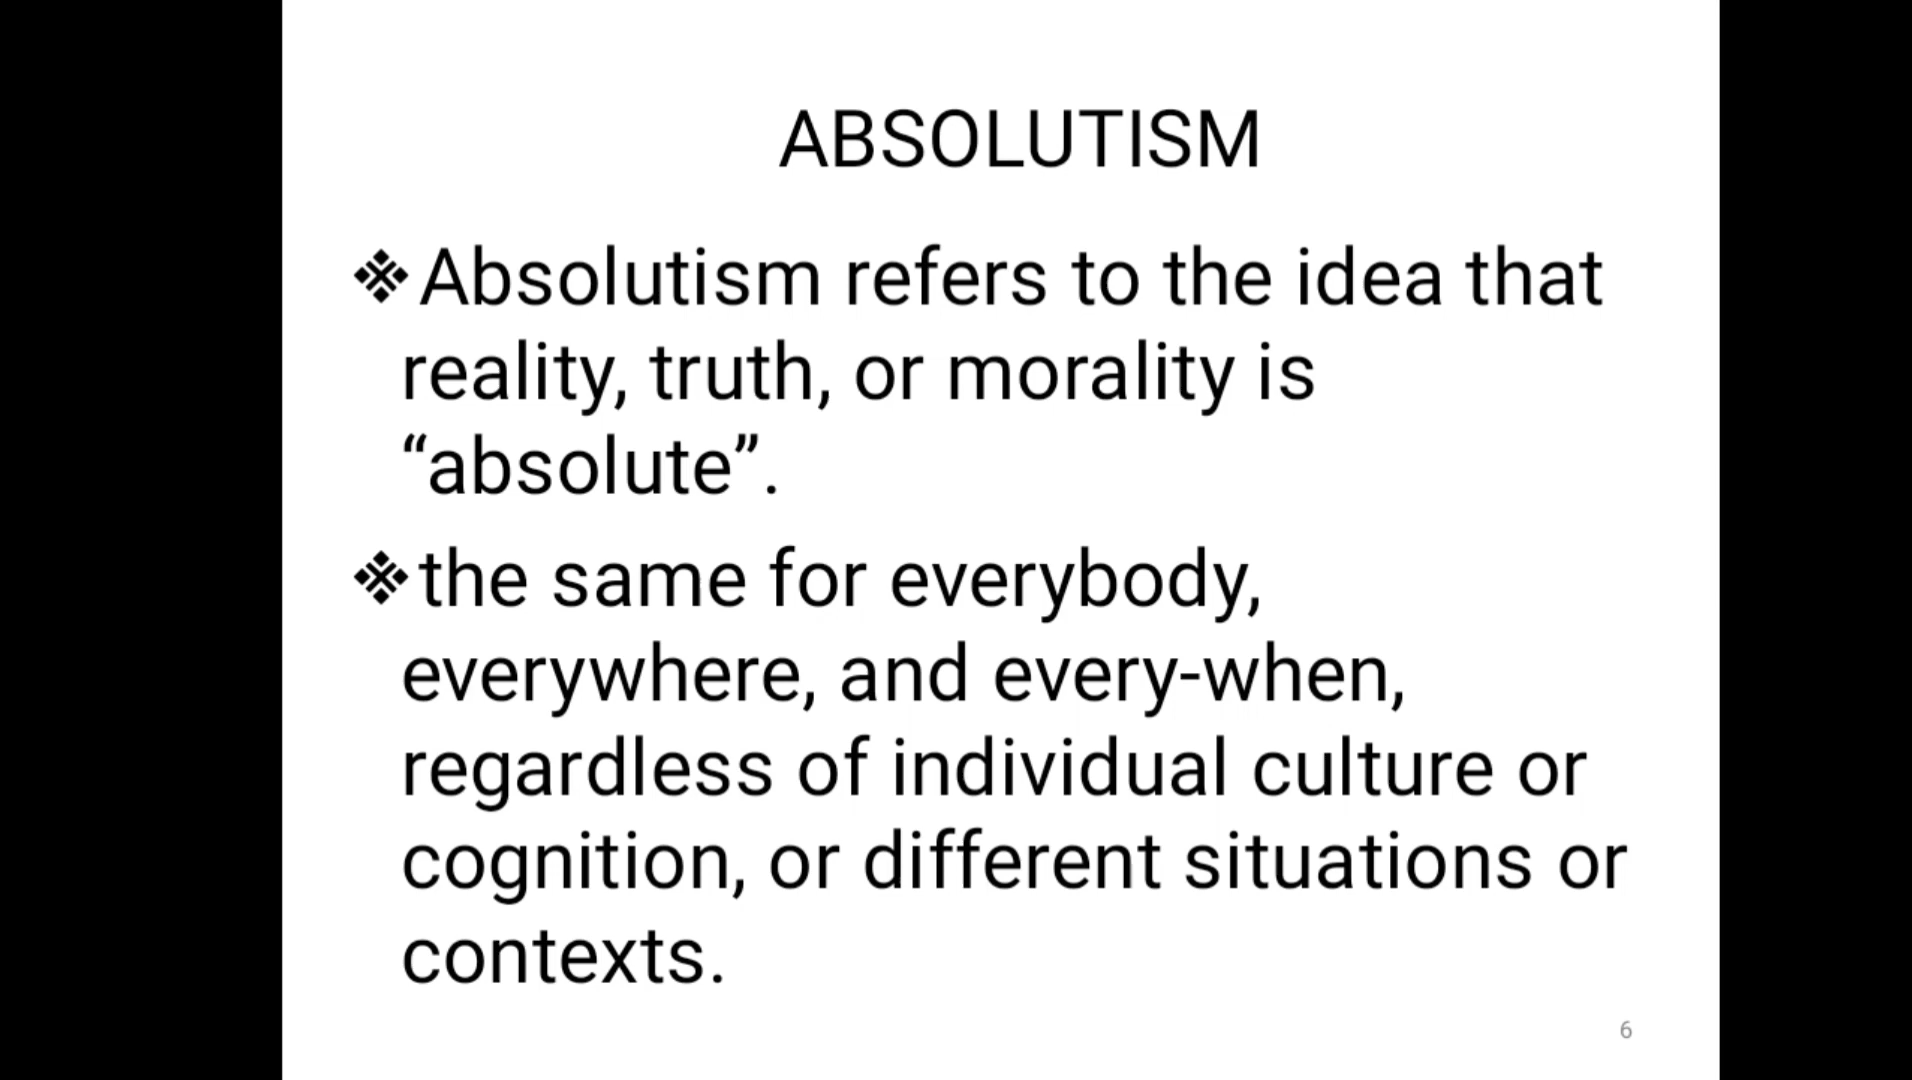 ABSOLUTISM
❖Absolutism refers to the idea that
reality, truth, or morality is
“absolute”.
❖the same for everybody,
everywhere, and every-when,
regardless of individual culture or
cognition, or different situations or
contexts.
6